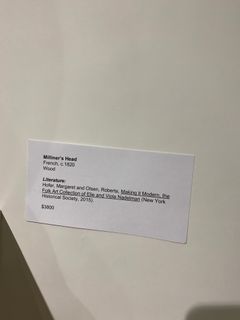 Milliner's Head
French, c.1820
Wood
Literature:
Hofer, Margaret and Olsen, Roberta, Making it Modern, the
Folk Art Collection of Elie and Viola Nadelman (New York
Historical Society, 2015).
$3800